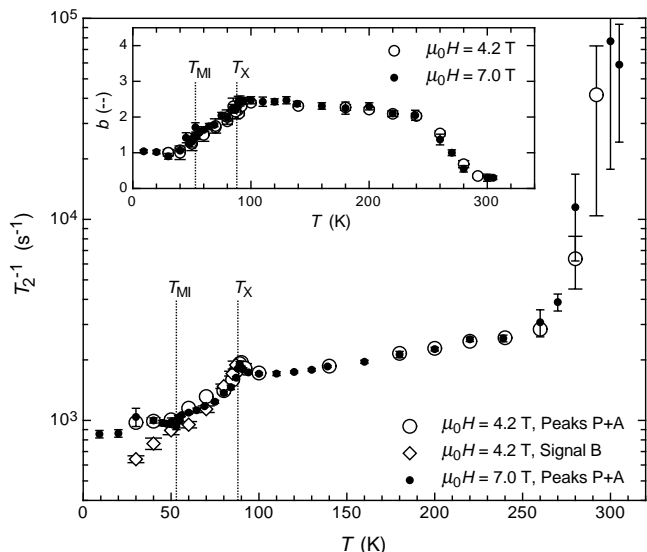 10^5
4
3
2
1
0
b (--)
T_MI
T_X
μ0H = 4.2 T
μ0H = 7.0 T
0
100
200
300
T (K)
10^4
T_2^-1 (s^-1)
T_MI
T_X
10^3
μ0H = 4.2 T, Peaks P+A
μ0H = 4.2 T, Signal B
μ0H = 7.0 T, Peaks P+A
0 50 100 150 200 250 300
T (K)